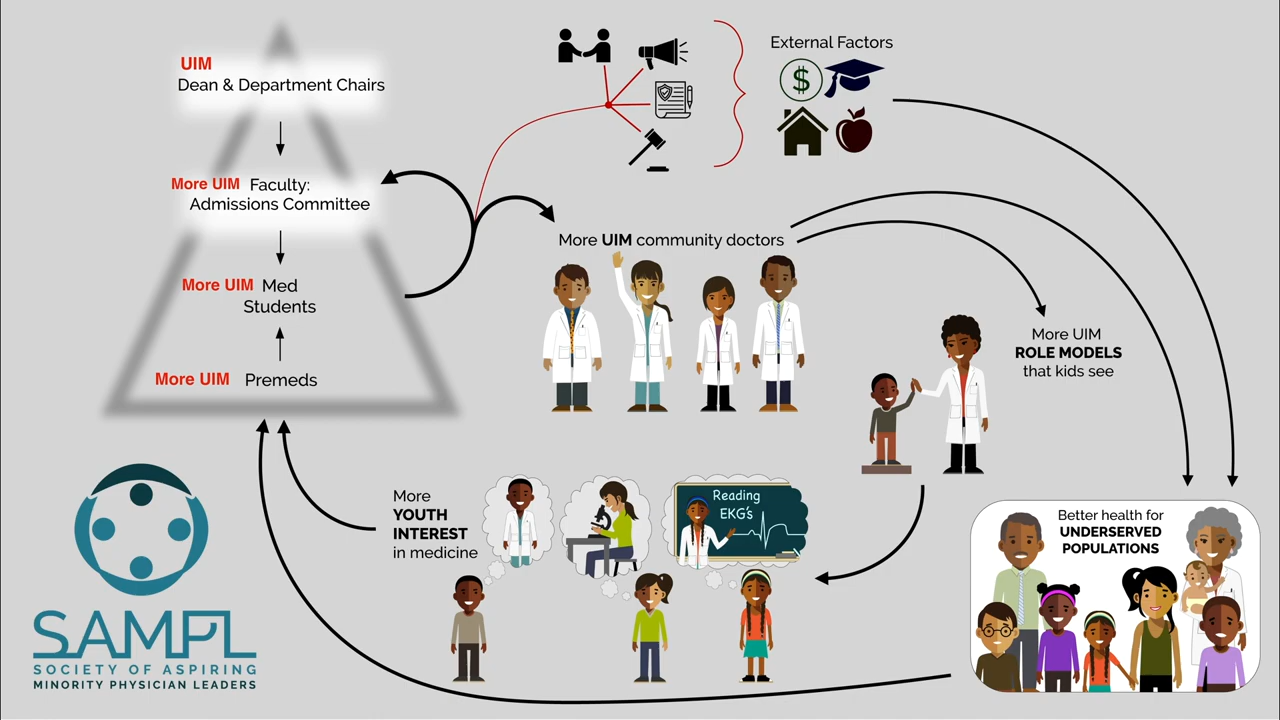 UIM
Dean & Department Chairs
More UIM Faculty:
Admissions Committee
More UIM Med
Students
More UIM Premeds
External Factors
$
More UIM community doctors
More UIM
ROLE MODELS
that kids see
More
YOUTH
INTEREST
in medicine
Reading
EKG's
Better health for
UNDERSERVED
POPULATIONS
SAMPL
SOCIETY OF ASPIRING
MINORITY PHYSICIAN LEADERS